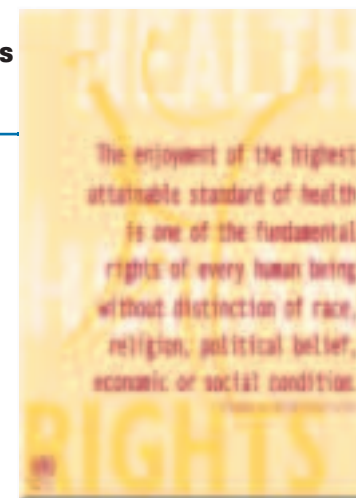 s
HEALTH
The enjoyment of the highest
attainable standard of health
is one of the fundamental
rights of every human being
without distinction of race,
religion, political belief,
economic or social condition.
RIGHTS